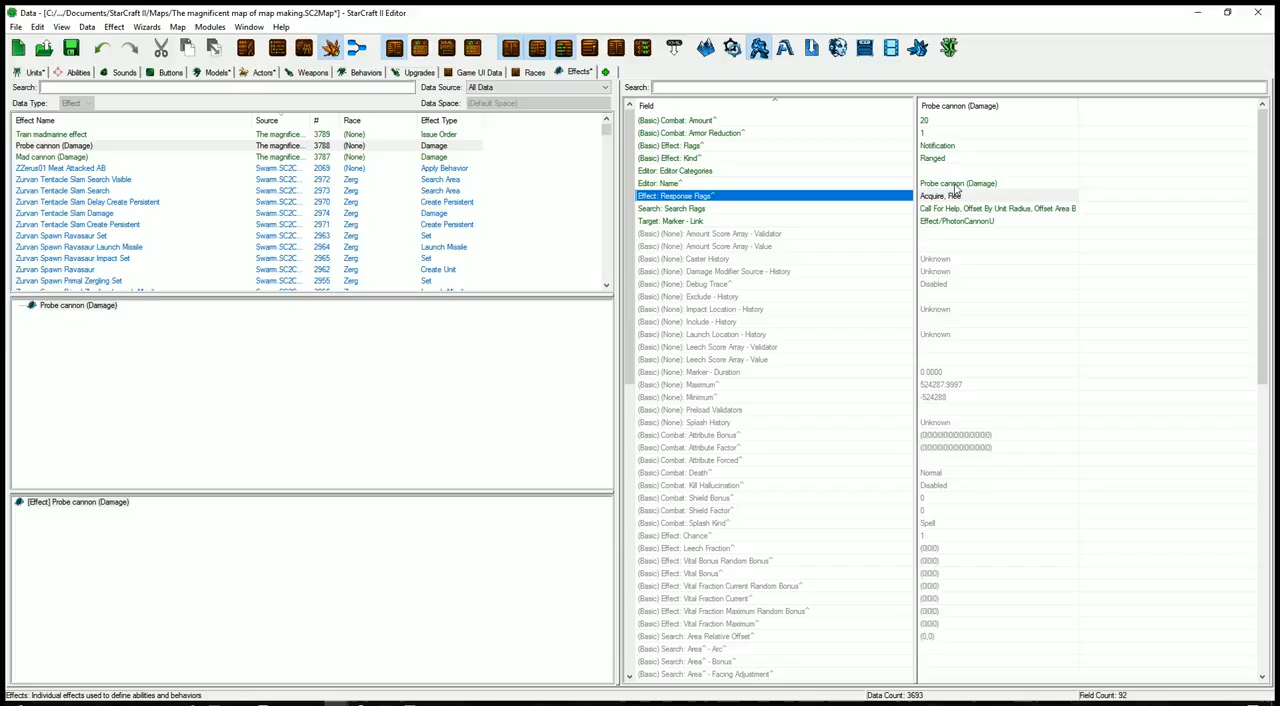 Data - [C:/.../Documents/StarCraft II/Maps/The magnificent map of map making.SC2Map*] - StarCraft II Editor
File Edit View Data Effect Wizards Map Modules Window Help
Units* Abilities Sounds Buttons Models* Actors* Weapons Behaviors Upgrades Game UI Data Races Effects*
Search: Data Source: All Data
Data Type: Effect Data Space: (Default Space)
Effect Name Source # Race Effect Type
Train madmarine effect The magnifice... 3789 (None) Issue Order
Probe cannon (Damage) The magnifice... 3788 (None) Damage
Mad cannon (Damage) The magnifice... 3787 (None) Damage
ZZerus01 Meat Attacked AB Swarm.SC2C... 2069 (None) Apply Behavior
Zurvan Tentacle Slam Search Visible Swarm.SC2C... 2972 Zerg Search Area
Zurvan Tentacle Slam Search Swarm.SC2C... 2973 Zerg Search Area
Zurvan Tentacle Slam Delay Create Persistent Swarm.SC2C... 2970 Zerg Create Persistent
Zurvan Tentacle Slam Damage Swarm.SC2C... 2974 Zerg Damage
Zurvan Tentacle Slam Create Persistent Swarm.SC2C... 2971 Zerg Create Persistent
Zurvan Spawn Ravasaur Set Swarm.SC2C... 2963 Zerg Set
Zurvan Spawn Ravasaur Launch Missile Swarm.SC2C... 2964 Zerg Launch Missile
Zurvan Spawn Ravasaur Impact Set Swarm.SC2C... 2965 Zerg Set
Zurvan Spawn Ravasaur Swarm.SC2C... 2962 Zerg Create Unit
Zurvan Spawn Primal Zergling Set Swarm.SC2C... 2955 Zerg Set
Probe cannon (Damage)
[Effect] Probe cannon (Damage)
Search:
Field Probe cannon (Damage)
(Basic) Combat: Amount^ 20
(Basic) Combat: Armor Reduction^ 1
(Basic) Effect: Flags^ Notification
(Basic) Effect: Kind^ Ranged
Editor: Editor Categories
Editor: Name^ Probe cannon (Damage)
Effect: Response Flags^ Acquire, Flee
Search: Search Flags Call For Help, Offset By Unit Radius, Offset Area B
Target: Marker - Link Effect/PhotonCannonU
(Basic) (None): Amount Score Array - Validator
(Basic) (None): Amount Score Array - Value
(Basic) (None): Caster History Unknown
(Basic) (None): Damage Modifier Source - History Unknown
(Basic) (None): Debug Trace^ Disabled
(Basic) (None): Exclude - History
(Basic) (None): Impact Location - History Unknown
(Basic) (None): Include - History
(Basic) (None): Launch Location - History Unknown
(Basic) (None): Leech Score Array - Validator
(Basic) (None): Leech Score Array - Value
(Basic) (None): Marker - Duration 0.0000
(Basic) (None): Maximum^ 524287.9997
(Basic) (None): Minimum^ -524288
(Basic) (None): Preload Validators
(Basic) (None): Splash History Unknown
(Basic) Combat: Attribute Bonus^
(Basic) Combat: Attribute Factor^
(Basic) Combat: Attribute Forced^
(Basic) Combat: Death^ Normal
(Basic) Combat: Kill Hallucination^ Disabled
(Basic) Combat: Shield Bonus^ 0
(Basic) Combat: Shield Factor^ 0
(Basic) Combat: Splash Kind^ Spell
(Basic) Effect: Chance^ 1
(Basic) Effect: Leech Fraction^ (0|0|0)
(Basic) Effect: Vital Bonus Random Bonus^ (0|0|0)
(Basic) Effect: Vital Bonus^ (0|0|0)
(Basic) Effect: Vital Fraction Current Random Bonus^ (0|0|0)
(Basic) Effect: Vital Fraction Current^ (0|0|0)
(Basic) Effect: Vital Fraction Maximum Random Bonus^ (0|0|0)
(Basic) Effect: Vital Fraction Maximum^ (0|0|0)
(Basic) Search: Area Relative Offset^ (0,0)
(Basic) Search: Area^ - Arc^
(Basic) Search: Area^ - Bonus^
(Basic) Search: Area^ - Facing Adjustment^
Effects: Individual effects used to define abilities and behaviors Data Count: 3693 Field Count: 92